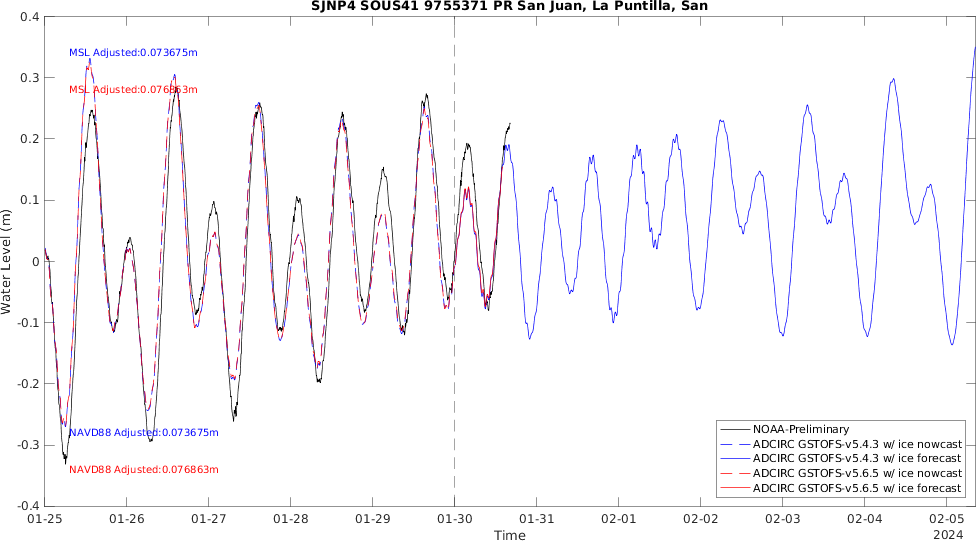 SJNP4 SOUS41 9755371 PR San Juan, La Puntilla, San
0.4
MSL Adjusted:0.073675m
0.3
MSL Adjusted:0.076863m
0.2
0.1
0
-0.1
-0.2
-0.3
-0.4
Water Level (m)
NAVD88 Adjusted:0.073675m
NAVD88 Adjusted:0.076863m
NOAA-Preliminary
ADCIRC GSTOFS-v5.4.3 w/ ice nowcast
ADCIRC GSTOFS-v5.4.3 w/ ice forecast
ADCIRC GSTOFS-v5.6.5 w/ ice nowcast
ADCIRC GSTOFS-v5.6.5 w/ ice forecast
01-25 01-26 01-27 01-28 01-29 01-30 01-31 02-01 02-02 02-03 02-04 02-05
2024
Time